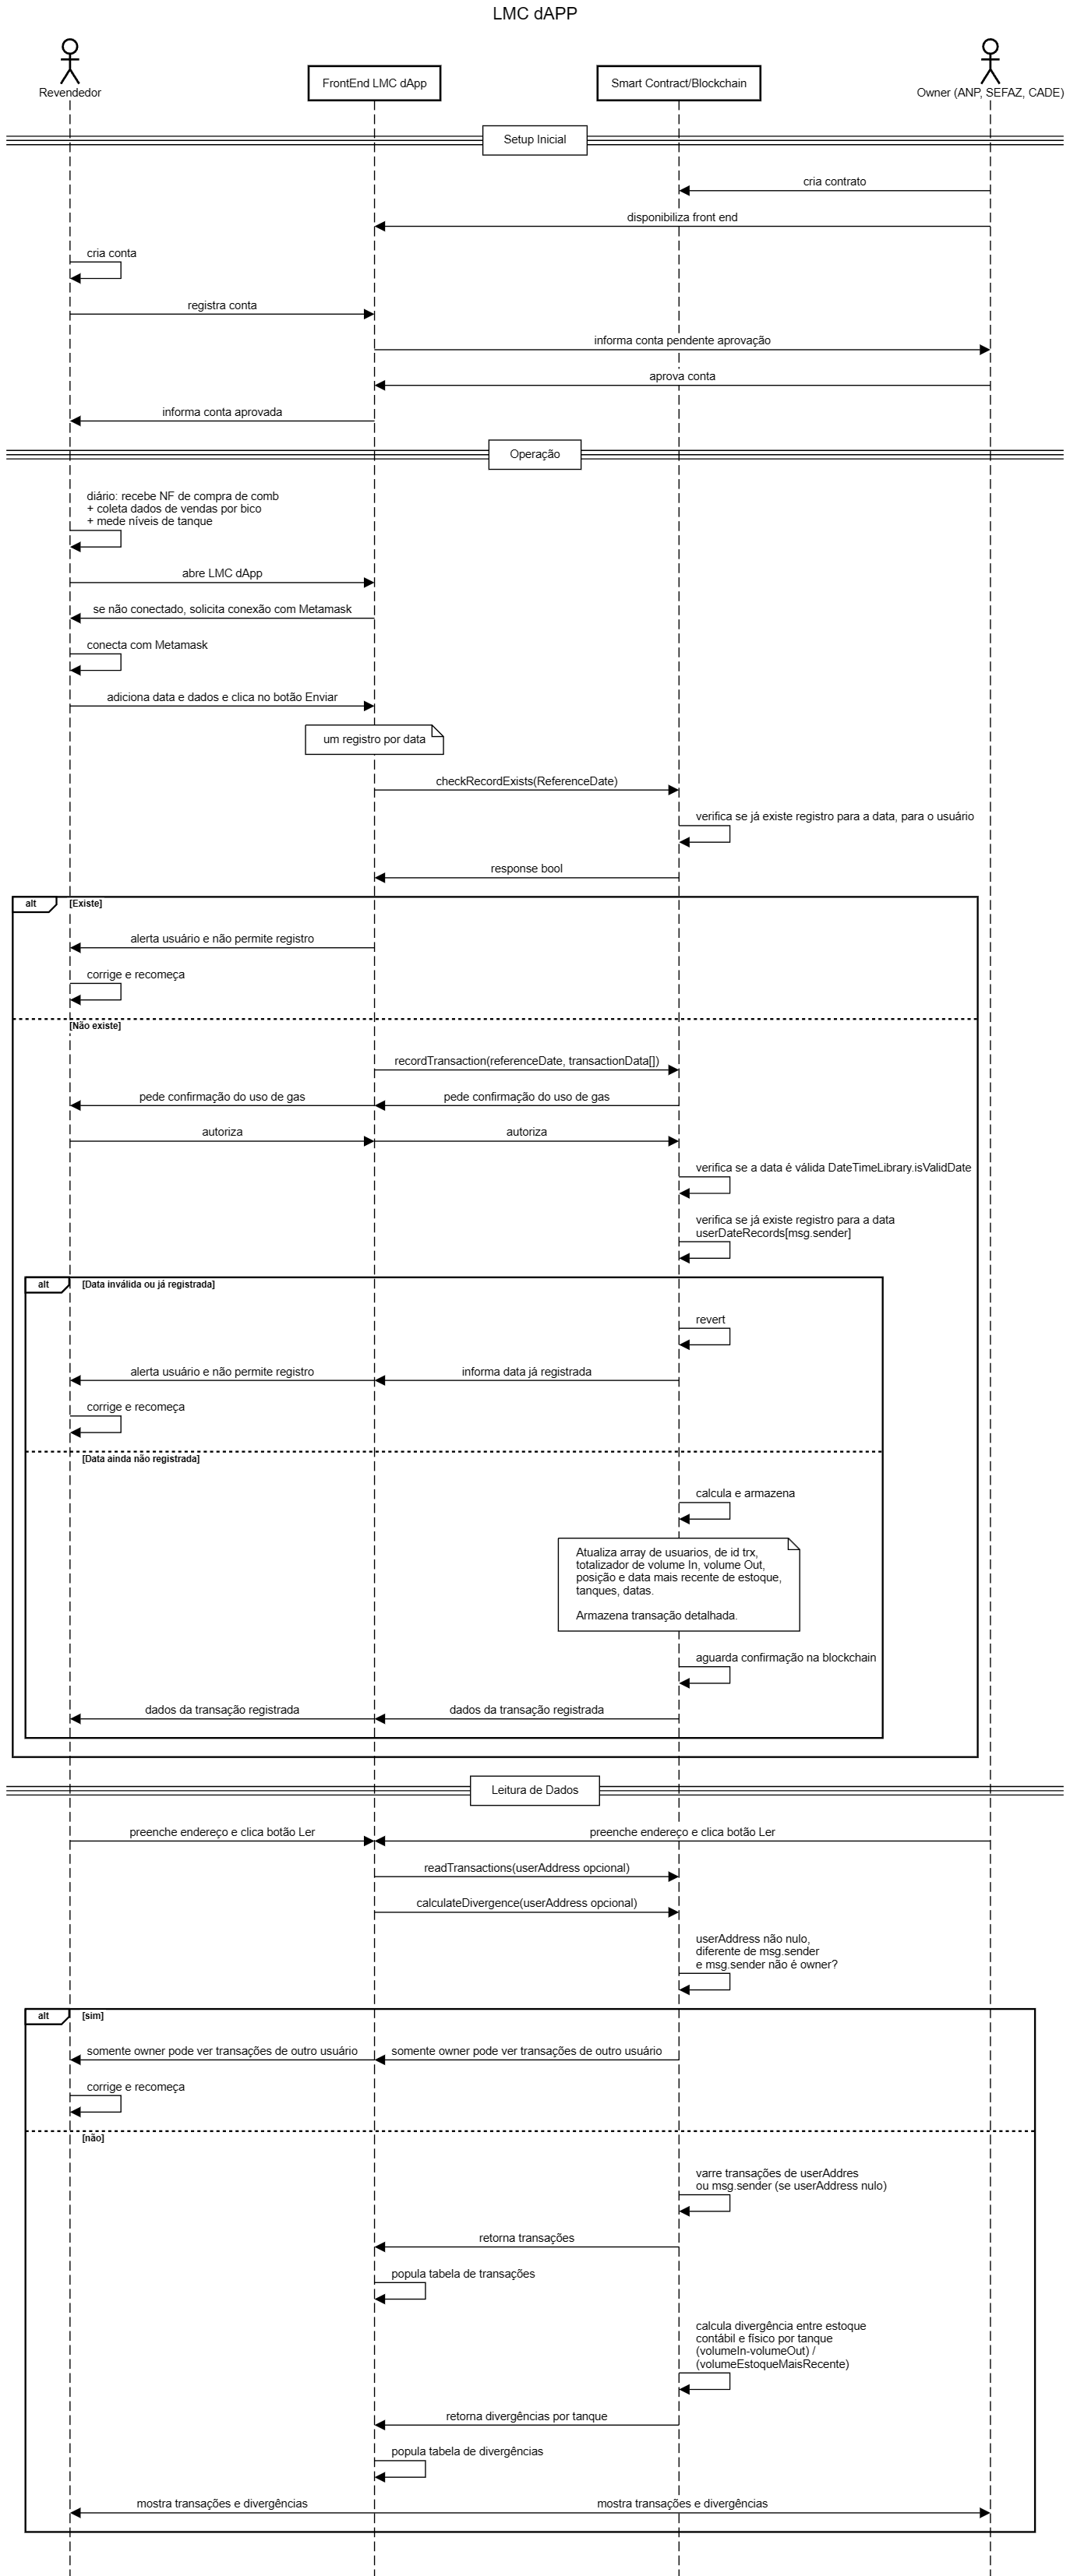 LMC dAPP
Revendedor
FrontEnd LMC dApp
Smart Contract/Blockchain
Owner (ANP, SEFAZ, CADE)
Setup Inicial
cria contrato
disponibiliza front end
cria conta
registra conta
informa conta pendente aprovação
aprova conta
informa conta aprovada
Operação
diário: recebe NF de compra de comb
+ coleta dados de vendas por bico
+ mede níveis de tanque
abre LMC dApp
se não conectado, solicita conexão com Metamask
conecta com Metamask
adiciona data e dados e clica no botão Enviar
um registro por data
checkRecordExists(ReferenceDate)
verifica se já existe registro para a data, para o usuário
response bool
alt
[Existe]
alerta usuário e não permite registro
corrige e recomeça
[Não existe]
recordTransaction(referenceDate, transactionData[])
pede confirmação do uso de gas
pede confirmação do uso de gas
autoriza
autoriza
verifica se a data é válida DateTimeLibrary.isValidDate
verifica se já existe registro para a data
userDateRecords[msg.sender]
alt
[Data inválida ou já registrada]
revert
alerta usuário e não permite registro
informa data já registrada
corrige e recomeça
[Data ainda não registrada]
calcula e armazena
Atualiza array de usuarios, de id trx,
totalizador de volume In, volume Out,
posição e data mais recente de estoque,
tanques, datas.
Armazena transação detalhada.
aguarda confirmação na blockchain
dados da transação registrada
dados da transação registrada
Leitura de Dados
preenche endereço e clica botão Ler
preenche endereço e clica botão Ler
readTransactions(userAddress opcional)
calculateDivergence(userAddress opcional)
userAddress não nulo,
diferente de msg.sender
e msg.sender não é owner?
alt
[sim]
somente owner pode ver transações de outro usuário
somente owner pode ver transações de outro usuário
corrige e recomeça
[não]
varre transações de userAddres
ou msg.sender (se userAddress nulo)
retorna transações
popula tabela de transações
calcula divergência entre estoque
contábil e físico por tanque
(volumeIn-volumeOut) /
(volumeEstoqueMaisRecente)
retorna divergências por tanque
popula tabela de divergências
mostra transações e divergências
mostra transações e divergências